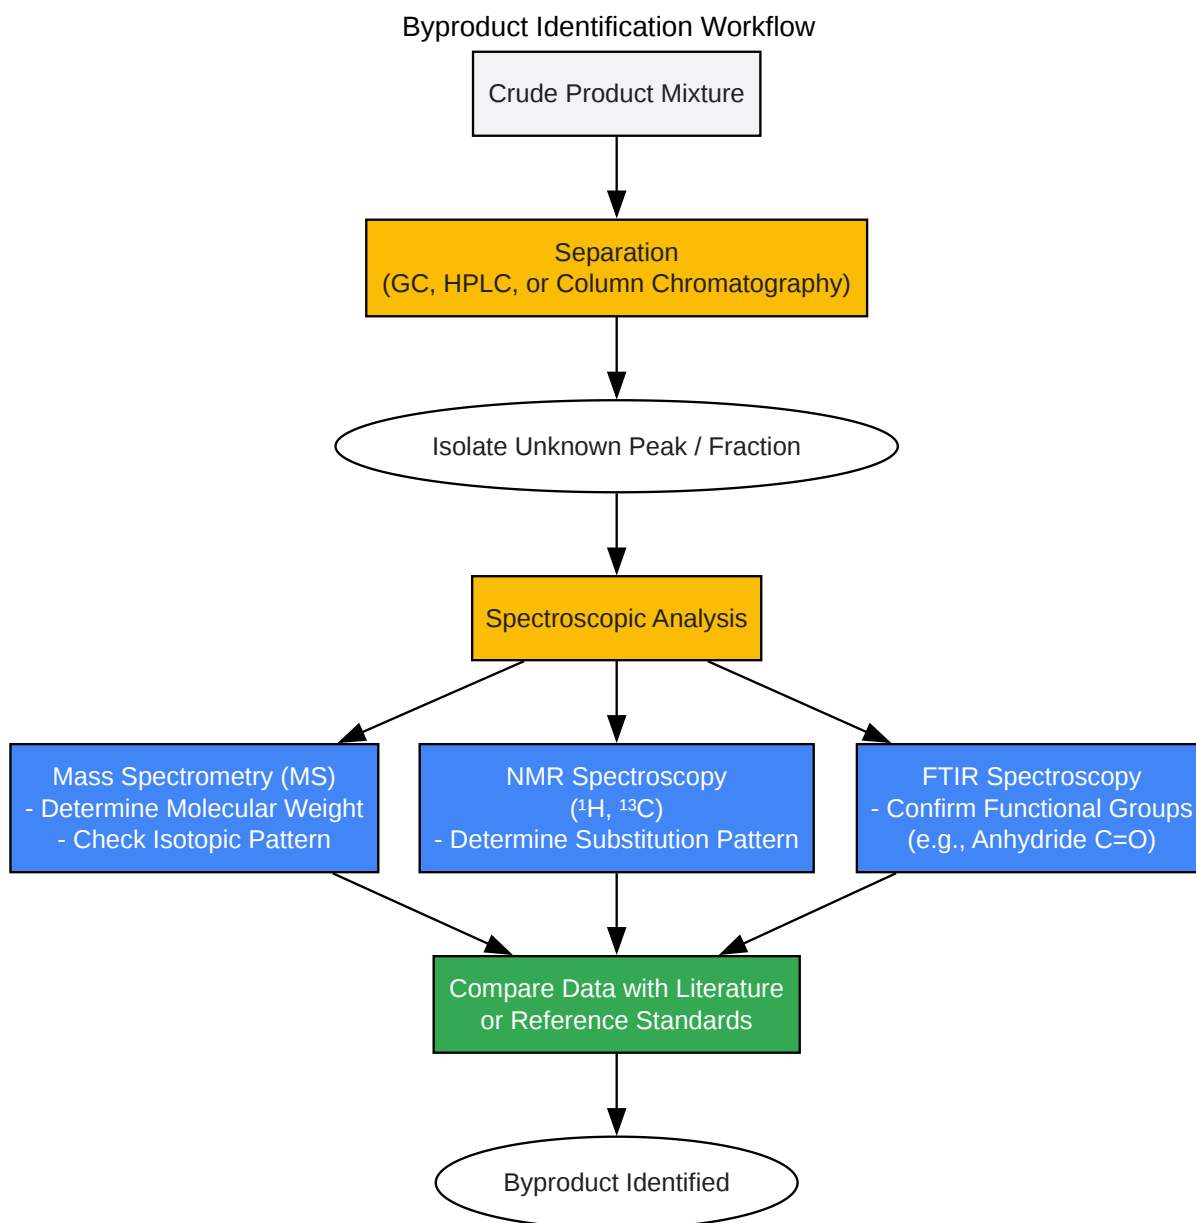 Byproduct Identification Workflow
Crude Product Mixture
Separation
(GC, HPLC, or Column Chromatography)
Isolate Unknown Peak / Fraction
Spectroscopic Analysis
Mass Spectrometry (MS)
- Determine Molecular Weight
- Check Isotopic Pattern
NMR Spectroscopy
(¹H, ¹³C)
- Determine Substitution Pattern
FTIR Spectroscopy
- Confirm Functional Groups
(e.g., Anhydride C=O)
Compare Data with Literature
or Reference Standards
Byproduct Identified